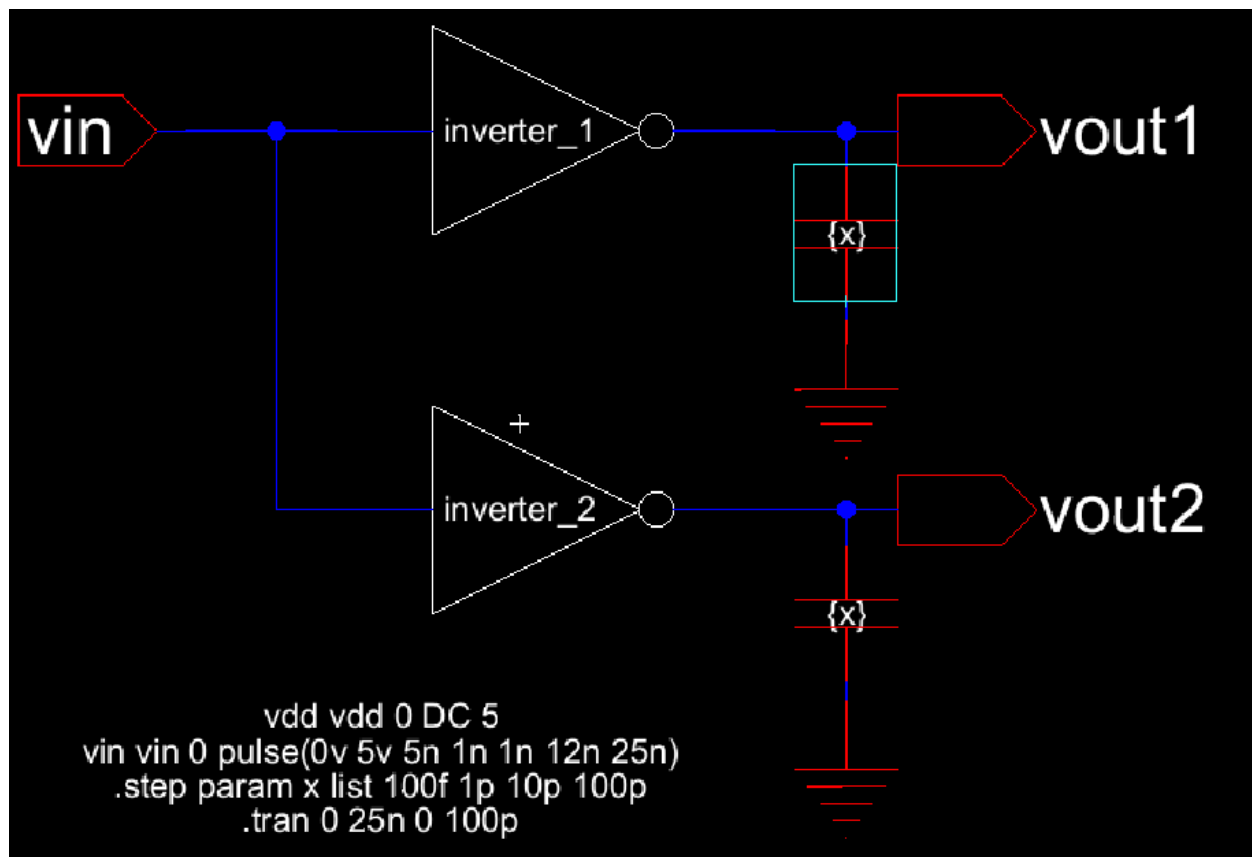 vin
inverter_1
vout1
{x}
inverter_2
vout2
{x}
vdd vdd 0 DC 5
vin vin 0 pulse(0v 5v 5n 1n 1n 12n 25n)
.step param x list 100f 1p 10p 100p
.tran 0 25n 0 100p